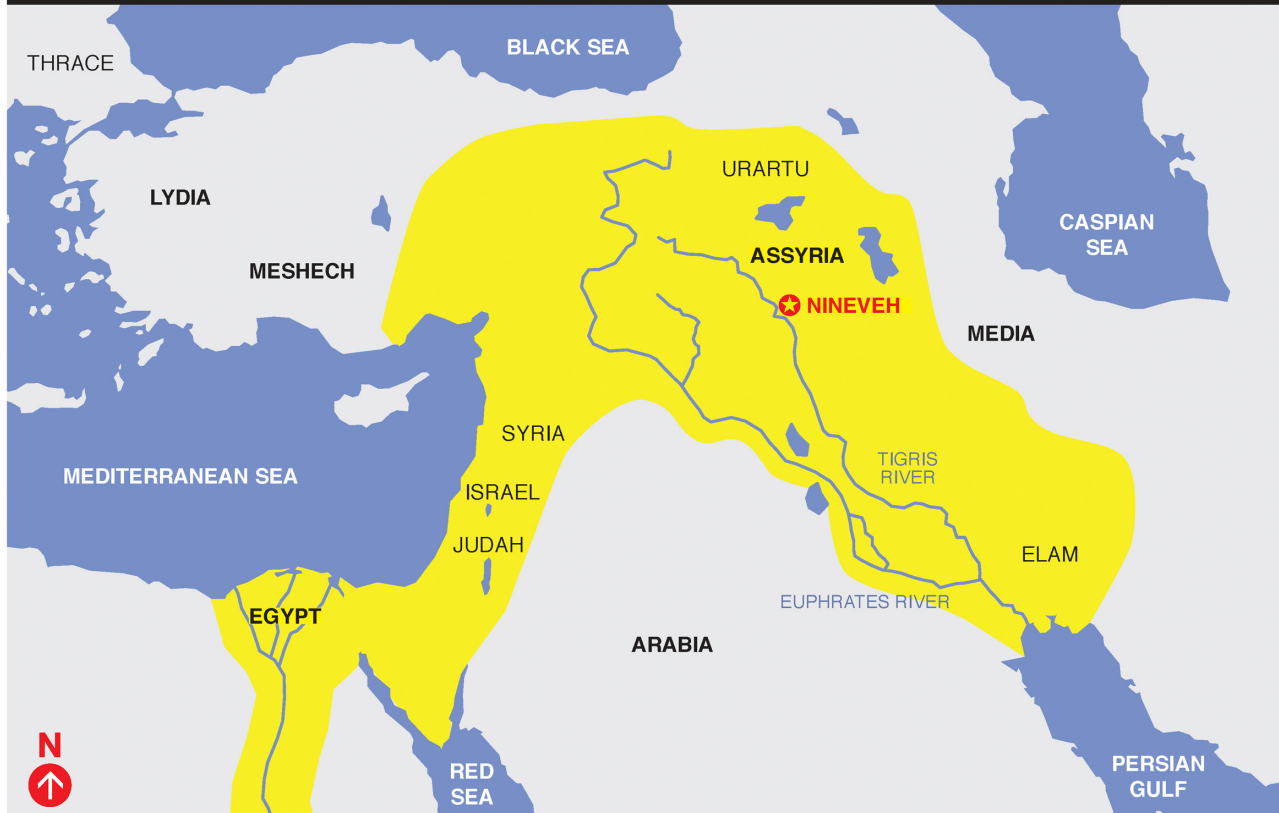 BLACK SEA
THRACE
URARTU
LYDIA
CASPIAN
SEA
ASSYRIA
MESHECH
NINEVEH
MEDIA
SYRIA
TIGRIS
RIVER
MEDITERRANEAN SEA
ISRAEL
JUDAH
ELAM
EUPHRATES RIVER
EGYPT
ARABIA
N
RED
SEA
PERSIAN
GULF